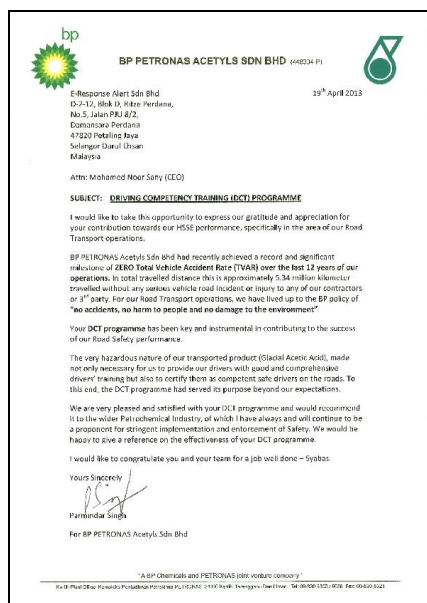 bp
BP PETRONAS ACETYLS SDN BHD (448394 P)
E-Response Alert Sdn Bhd
19th April 2013
D-2-12, Blok D, Ritze Perdana,
No.5, Jalan PJU 8/2,
Damansara Perdana
47820 Petaling Jaya
Selangor Darul Ehsan
Malaysia
Attn: Mohamed Noor Sany (CEO)
SUBJECT: DRIVING COMPETENCY TRAINING (DCT) PROGRAMME
I would like to take this opportunity to express our gratitude and appreciation for
your contribution towards our HSSE performance, specifically in the area of our Road
Transport operations.
BP PETRONAS Acetyls Sdn Bhd had recently achieved a record and significant
milestone of ZERO Total Vehicle Accident Rate (TVAR) over the last 12 years of our
operations. In total travelled distance this is approximately 5.34 million kilometer
travelled without any serious vehicle road incident or injury to any of our contractors
or 3rd party. For our Road Transport operations, we have lived up to the BP policy of
"no accidents, no harm to people and no damage to the environment"
Your DCT programme has been key and instrumental in contributing to the success
of our Road Safety performance.
The very hazardous nature of our transported product (Glacial Acetic Acid), made
not only necessary for us to provide our drivers with good and comprehensive
drivers' training but also to certify them as competent safe drivers on the roads. To
this end, the DCT programme had served its purpose beyond our expectations.
We are very pleased and satisfied with your DCT programme and would recommend
it to the wider Petrochemical Industry, of which I have always and will continue to be
a proponent for stringent implementation and enforcement of Safety. We would be
happy to give a reference on the effectiveness of your DCT programme.
I would like to congratulate you and your team for a job well done – Syabas.
Yours Sincerely
Parmindar Singh
For BP PETRONAS Acetyls Sdn Bhd
"A BP Chemicals and PETRONAS joint venture company"
Kertih Plant Office